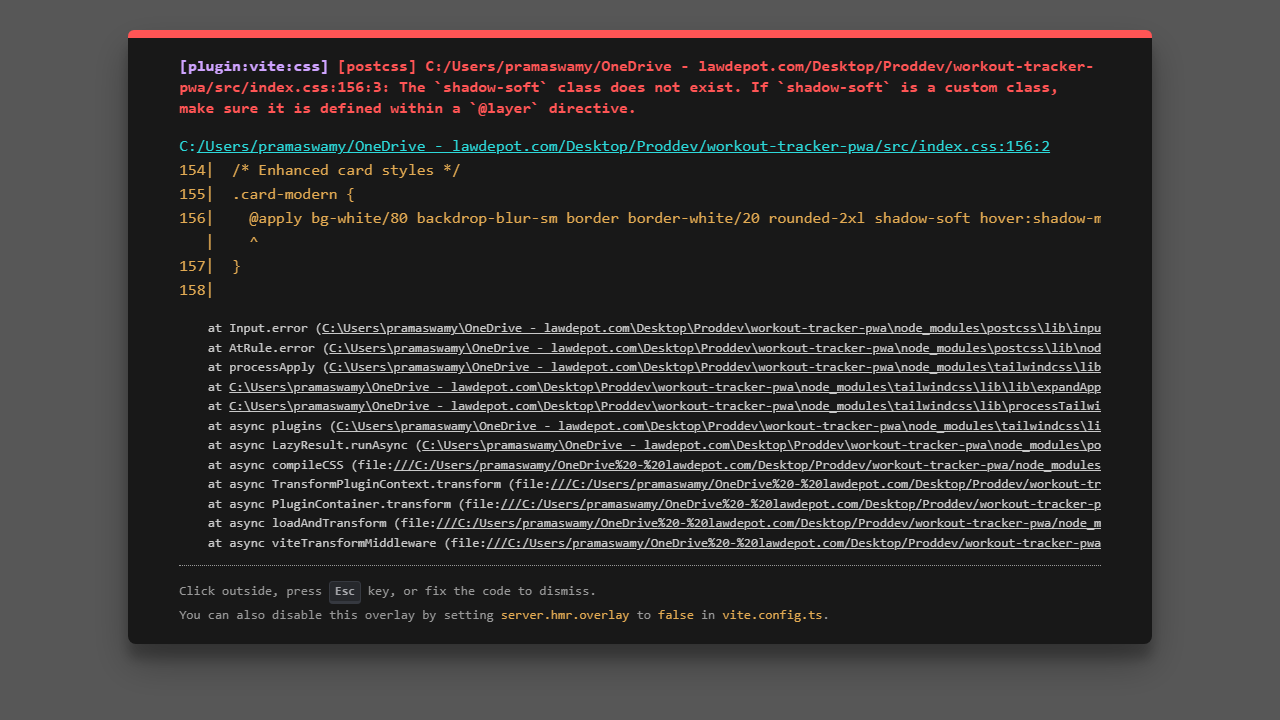 [plugin:vite:css] [postcss] C:/Users/pramaswamy/OneDrive - lawdepot.com/Desktop/Proddev/workout-tracker-
pwa/src/index.css:156:3: The `shadow-soft` class does not exist. If `shadow-soft` is a custom class,
make sure it is defined within a `@layer` directive.
C:/Users/pramaswamy/OneDrive - lawdepot.com/Desktop/Proddev/workout-tracker-pwa/src/index.css:156:2
154|  /* Enhanced card styles */
155|  .card-modern {
156|    @apply bg-white/80 backdrop-blur-sm border border-white/20 rounded-2xl shadow-soft hover:shadow-m
   |    ^
157|  }
158|
at Input.error (C:\Users\pramaswamy\OneDrive - lawdepot.com\Desktop\Proddev\workout-tracker-pwa\node_modules\postcss\lib\inpu
at AtRule.error (C:\Users\pramaswamy\OneDrive - lawdepot.com\Desktop\Proddev\workout-tracker-pwa\node_modules\postcss\lib\nod
at processApply (C:\Users\pramaswamy\OneDrive - lawdepot.com\Desktop\Proddev\workout-tracker-pwa\node_modules\tailwindcss\lib
at C:\Users\pramaswamy\OneDrive - lawdepot.com\Desktop\Proddev\workout-tracker-pwa\node_modules\tailwindcss\lib\lib\expandApp
at C:\Users\pramaswamy\OneDrive - lawdepot.com\Desktop\Proddev\workout-tracker-pwa\node_modules\tailwindcss\lib\processTailwi
at async plugins (C:\Users\pramaswamy\OneDrive - lawdepot.com\Desktop\Proddev\workout-tracker-pwa\node_modules\tailwindcss\li
at async LazyResult.runAsync (C:\Users\pramaswamy\OneDrive - lawdepot.com\Desktop\Proddev\workout-tracker-pwa\node_modules\po
at async compileCSS (file:///C:/Users/pramaswamy/OneDrive%20-%20lawdepot.com/Desktop/Proddev/workout-tracker-pwa/node_modules
at async TransformPluginContext.transform (file:///C:/Users/pramaswamy/OneDrive%20-%20lawdepot.com/Desktop/Proddev/workout-tr
at async PluginContainer.transform (file:///C:/Users/pramaswamy/OneDrive%20-%20lawdepot.com/Desktop/Proddev/workout-tracker-p
at async loadAndTransform (file:///C:/Users/pramaswamy/OneDrive%20-%20lawdepot.com/Desktop/Proddev/workout-tracker-pwa/node_m
at async viteTransformMiddleware (file:///C:/Users/pramaswamy/OneDrive%20-%20lawdepot.com/Desktop/Proddev/workout-tracker-pwa
Click outside, press Esc key, or fix the code to dismiss.
You can also disable this overlay by setting server.hmr.overlay to false in vite.config.ts.